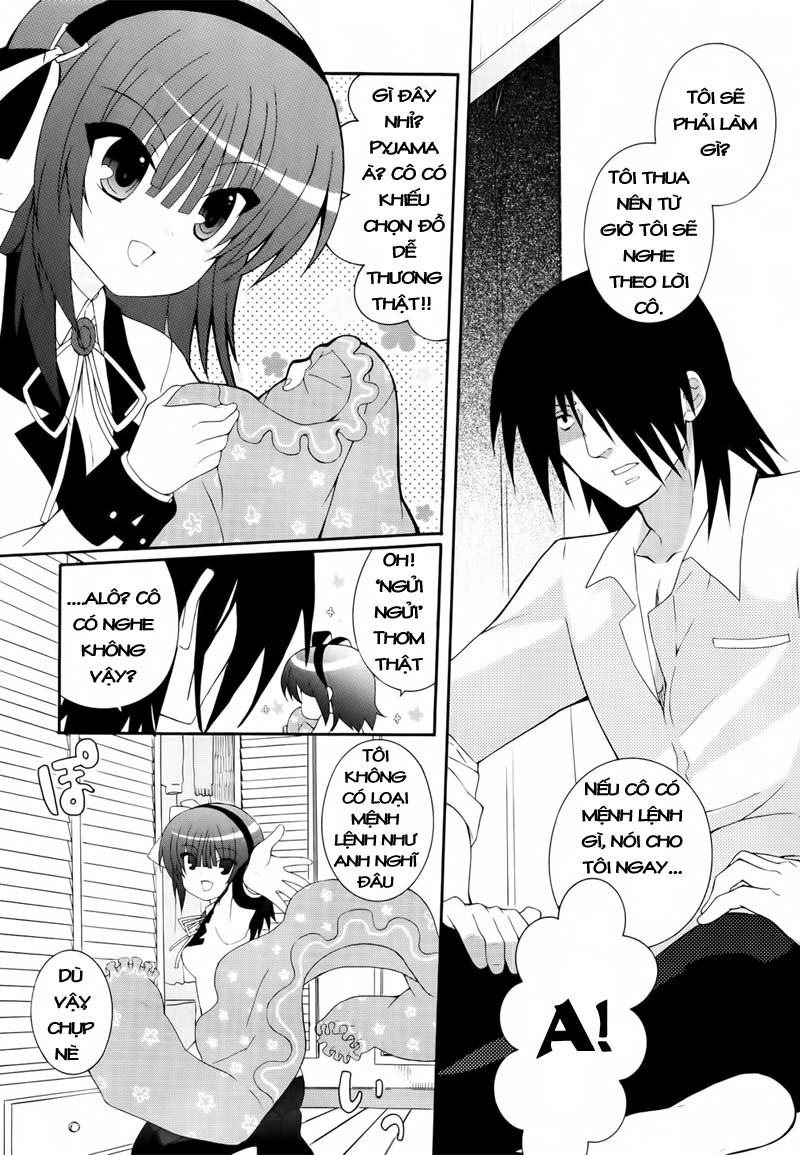 TÔI SẼ
PHẢI LÀM
GÌ?
TÔI THUA
NÊN TỪ
GIỜ TÔI SẼ
NGHE
THEO LỜI
CÔ.
NẾU CÔ CÓ
MỆNH LỆNH
GÌ, NÓI CHO
TÔI NGAY...
A!
GÌ ĐÂY
NHỈ?
PYJAMA
À? CÔ CÓ
KHIẾU
CHỌN ĐỒ
DỄ
THƯƠNG
THẬT!!
OH!
'NGỬI
NGỬI'
THƠM
THẬT
....ALÔ? CÔ
CÓ NGHE
KHÔNG
VẬY?
TÔI
KHÔNG
CÓ LOẠI
MỆNH
LỆNH NHƯ
ANH NGHĨ
ĐÂU
ぽ
い
DÙ
VẬY,
CHỤP
NÈ